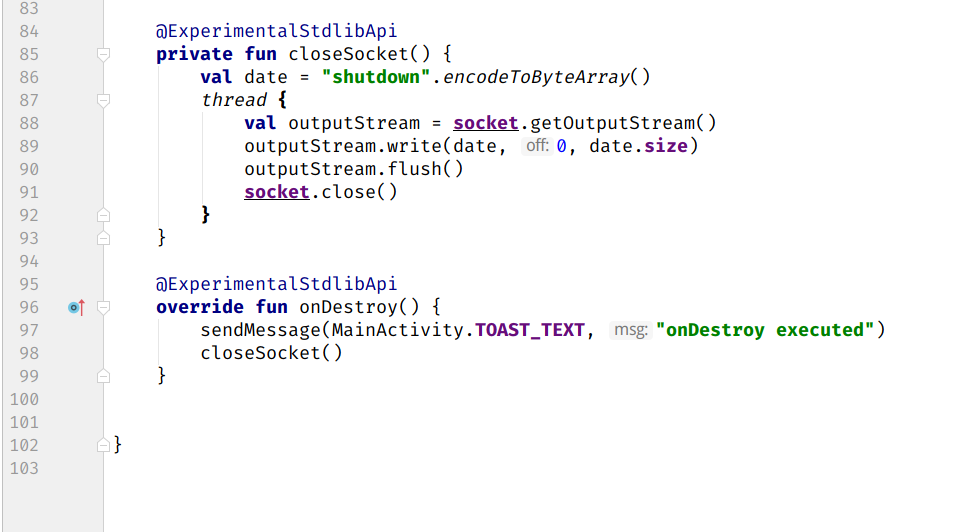 83
84 @ExperimentalStdlibApi
85 private fun closeSocket() {
86 val date = "shutdown".encodeToByteArray()
87 thread {
88 val outputStream = socket.getOutputStream()
89 outputStream.write(date, off: 0, date.size)
90 outputStream.flush()
91 socket.close()
92 }
93 }
94
95 @ExperimentalStdlibApi
96 override fun onDestroy() {
97 sendMessage(MainActivity.TOAST_TEXT, msg: "onDestroy executed")
98 closeSocket()
99 }
100
101
102 }
103